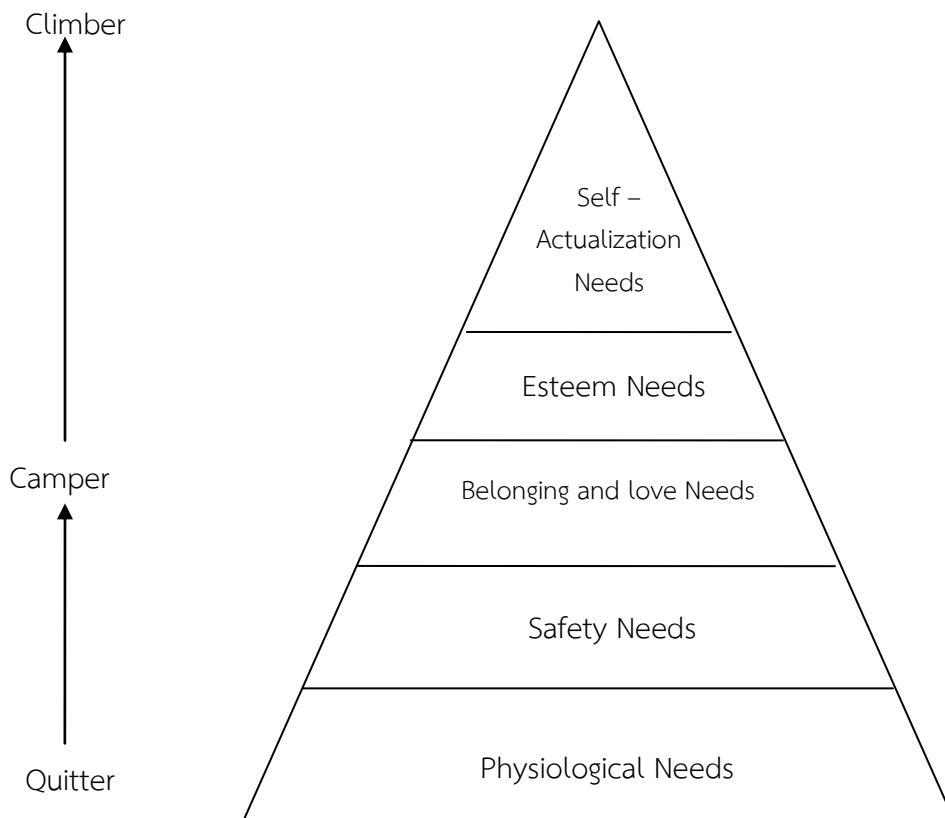 Climber
Self –
Actualization
Needs
Esteem Needs
Camper
Belonging and love Needs
Safety Needs
Quitter
Physiological Needs